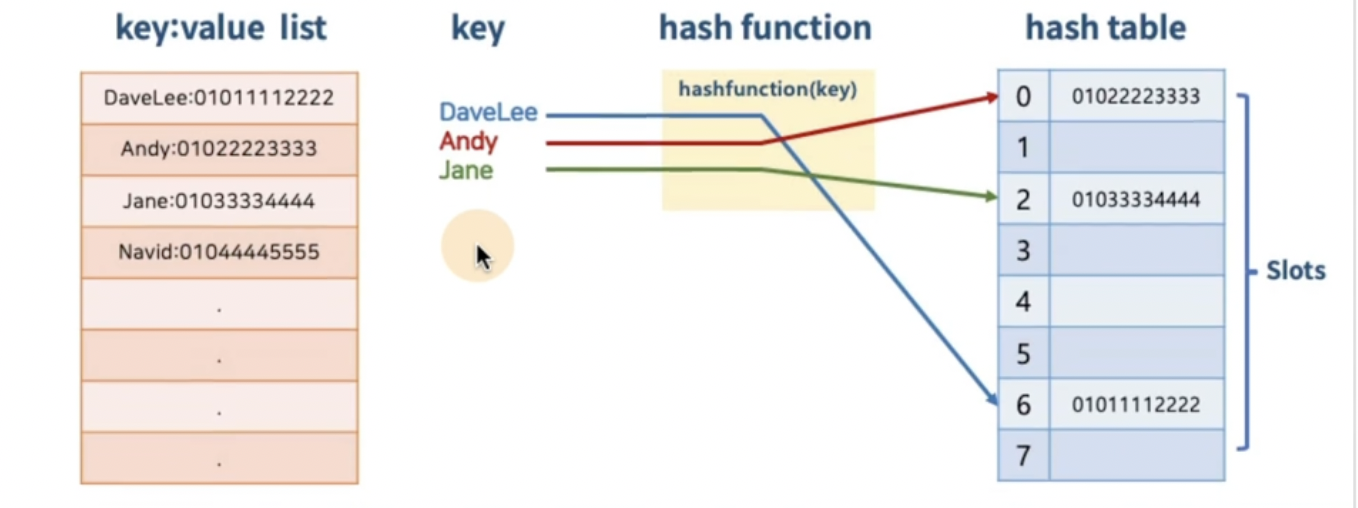 key:value list
key
hash function
hash table
DaveLee:01011112222
Andy:01022223333
Jane:01033334444
Navid:01044445555
.
.
.
.
DaveLee
Andy
Jane
hashfunction(key)
0 01022223333
1
2 01033334444
3
4
5
6 01011112222
7
Slots